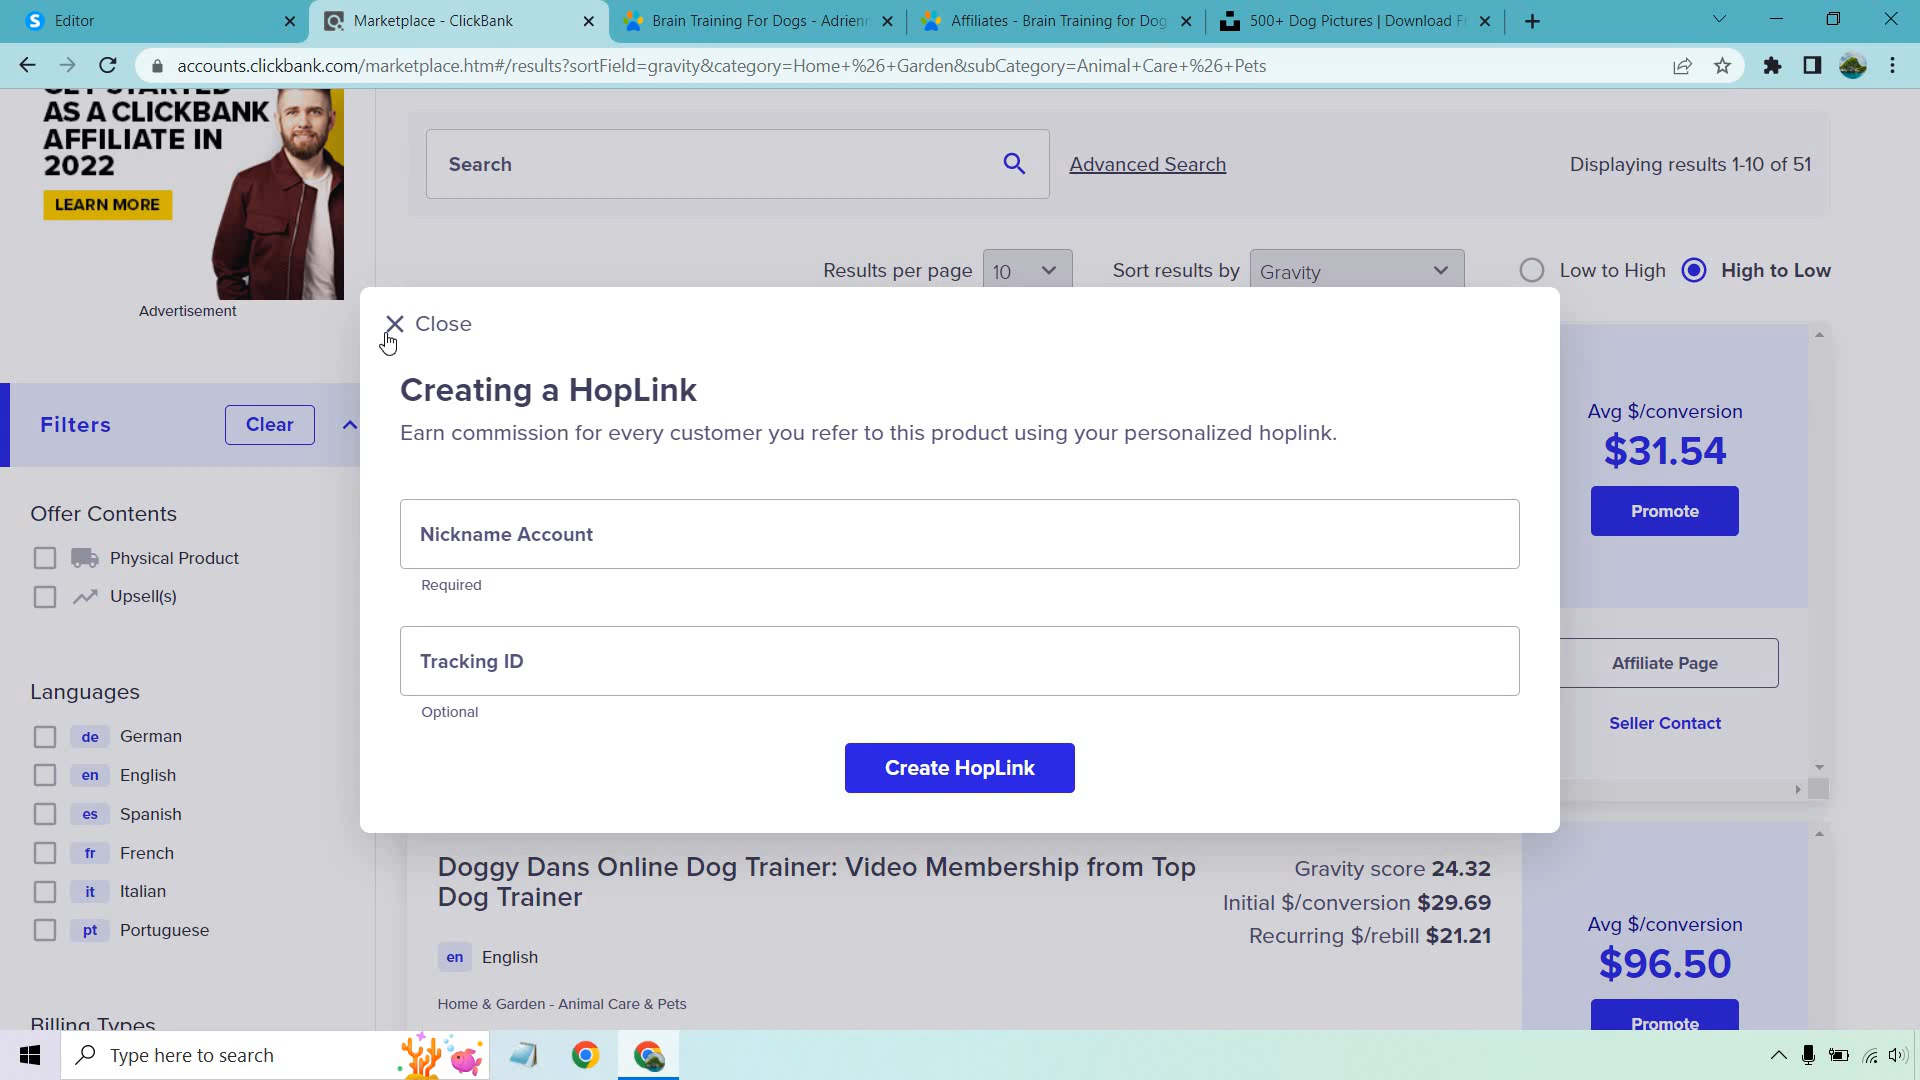 Editor
Marketplace - ClickBank
Brain Training For Dogs - Adrienn
Affiliates - Brain Training for Dog
500+ Dog Pictures | Download Fr
accounts.clickbank.com/marketplace.htm#/results?sortField=gravity&category=Home+%26+Garden&subCategory=Animal+Care+%26+Pets
GET STARTED
AS A CLICKBANK
AFFILIATE IN
2022
LEARN MORE
Advertisement
Search
Advanced Search
Displaying results 1-10 of 51
Results per page
10
Sort results by
Gravity
Low to High
High to Low
Filters
Clear
Offer Contents
Physical Product
Upsell(s)
Languages
de German
en English
es Spanish
fr French
it Italian
pt Portuguese
Billing Types
Close
Creating a HopLink
Earn commission for every customer you refer to this product using your personalized hoplink.
Nickname Account
Required
Tracking ID
Optional
Create HopLink
Avg $/conversion
$31.54
Promote
Affiliate Page
Seller Contact
Doggy Dans Online Dog Trainer: Video Membership from Top
Dog Trainer
en English
Home & Garden - Animal Care & Pets
Gravity score 24.32
Initial $/conversion $29.69
Recurring $/rebill $21.21
Avg $/conversion
$96.50
Promote
Type here to search